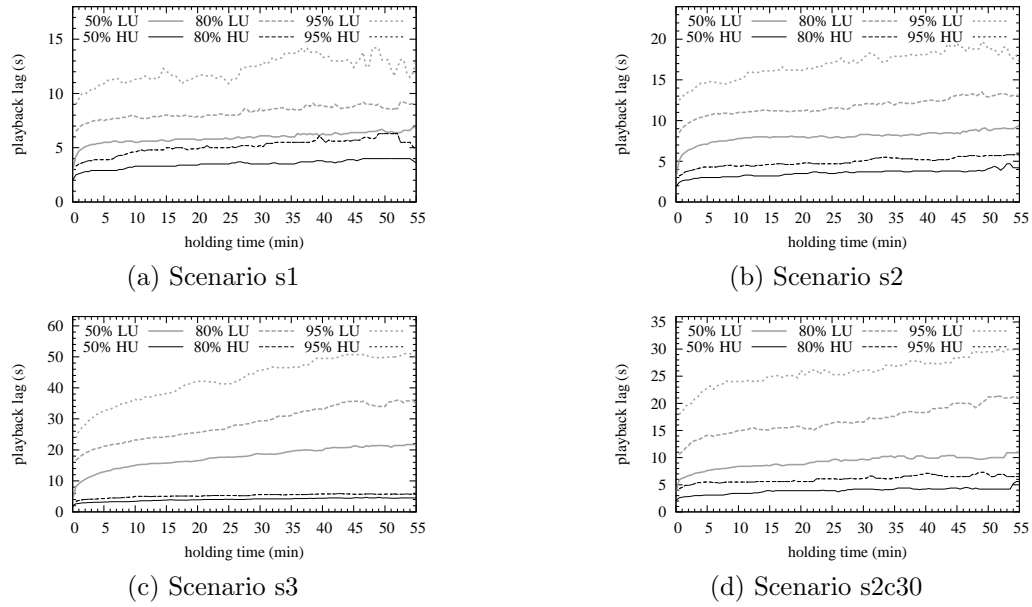 50% LU 80% LU 95% LU
50% HU 80% HU 95% HU
playback lag (s)
15
10
5
0
0 5 10 15 20 25 30 35 40 45 50 55
holding time (min)
(a) Scenario s1
50% LU 80% LU 95% LU
50% HU 80% HU 95% HU
playback lag (s)
20
15
10
5
0
0 5 10 15 20 25 30 35 40 45 50 55
holding time (min)
(b) Scenario s2
50% LU 80% LU 95% LU
50% HU 80% HU 95% HU
playback lag (s)
60
50
40
30
20
10
0
0 5 10 15 20 25 30 35 40 45 50 55
holding time (min)
(c) Scenario s3
50% LU 80% LU 95% LU
50% HU 80% HU 95% HU
playback lag (s)
35
30
25
20
15
10
5
0
0 5 10 15 20 25 30 35 40 45 50 55
holding time (min)
(d) Scenario s2c30